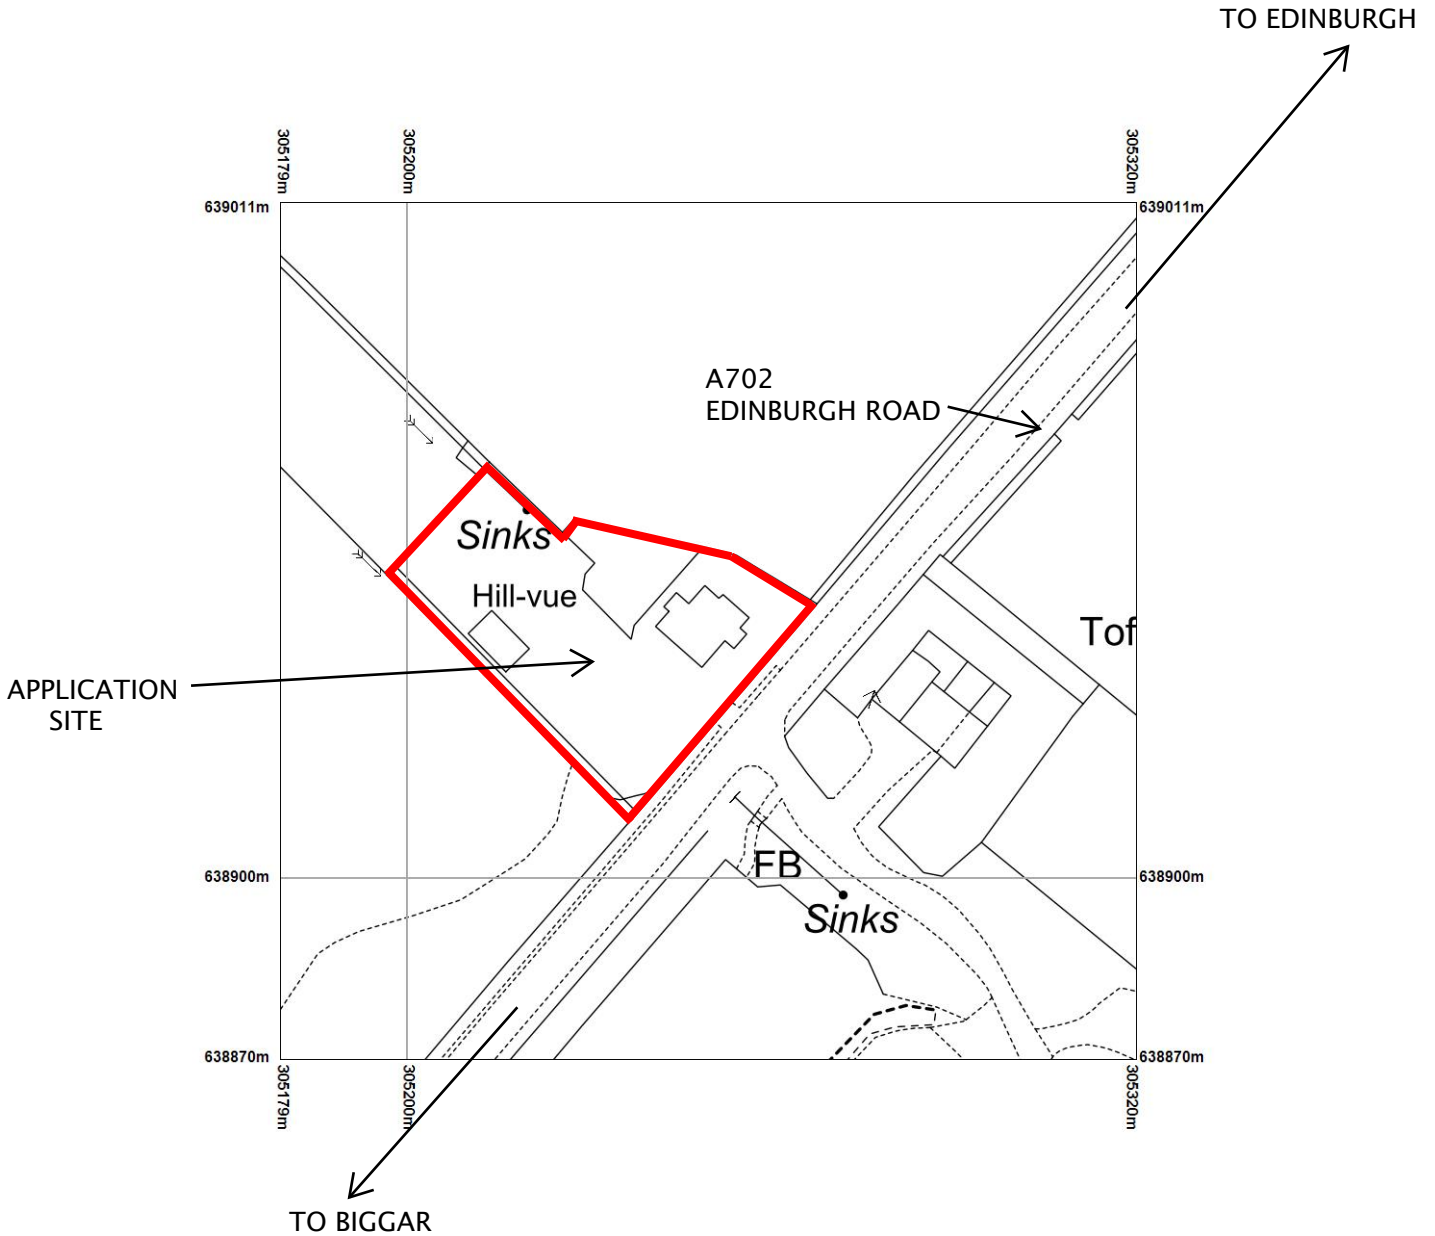 TO EDINBURGH
305179m
305200m
305320m
639011m
639011m
A702
EDINBURGH ROAD
Sinks
Hill-vue
Tof
APPLICATION
SITE
FB
638900m
638900m
Sinks
638870m
638870m
305179m
305200m
305320m
TO BIGGAR